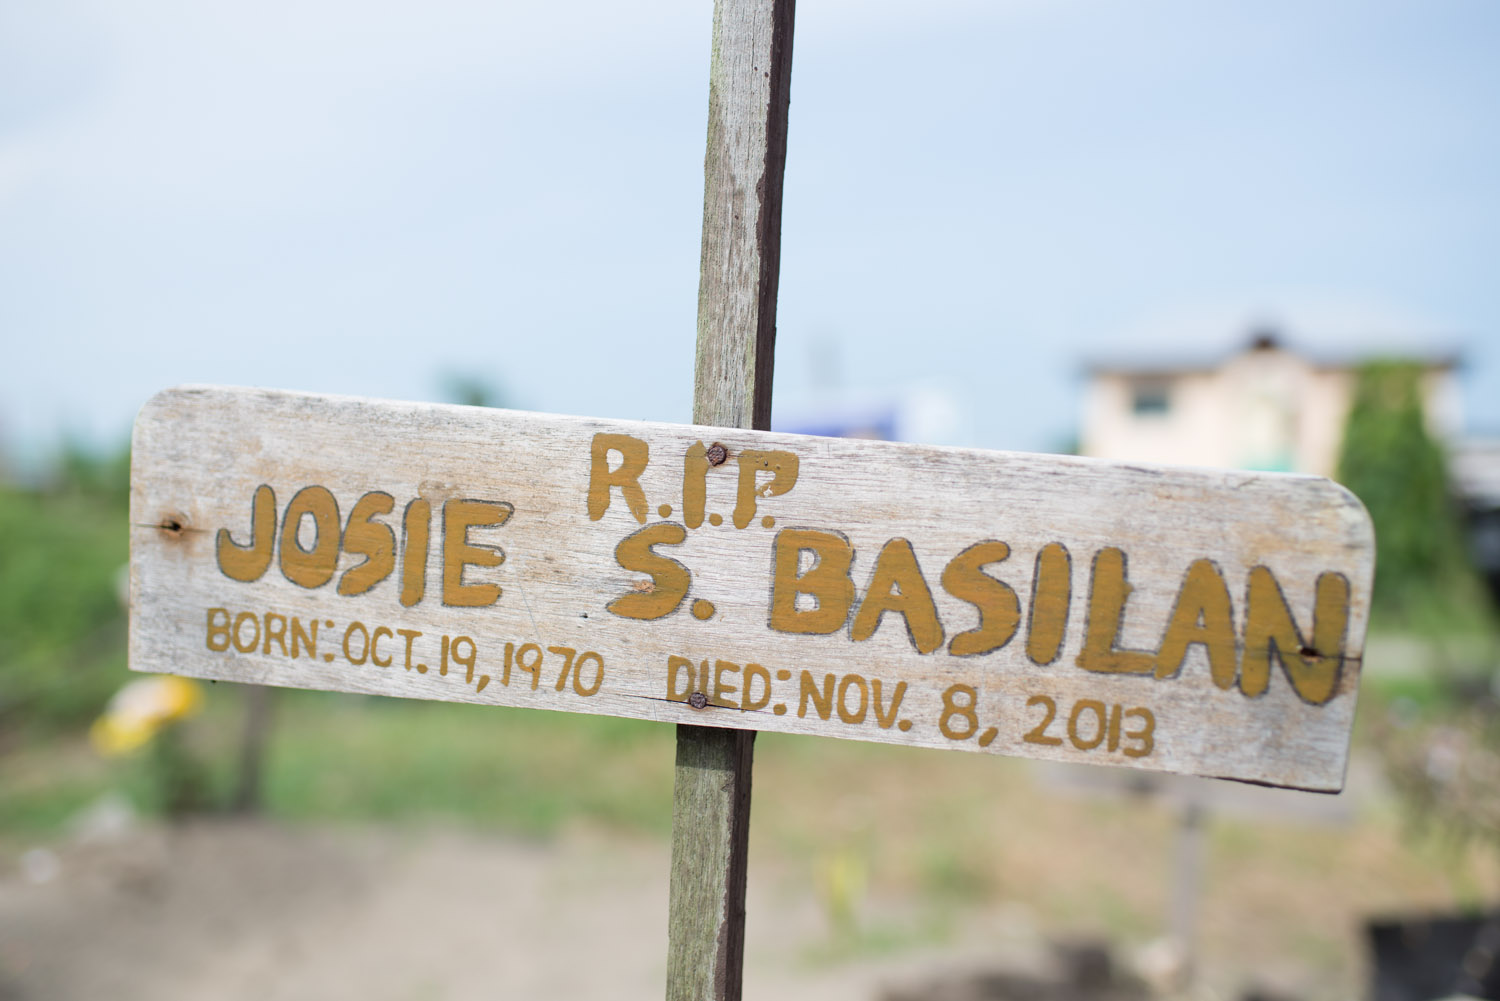 R.I.P.
JOSIE S. BASILAN
BORN: OCT. 19, 1970 DIED: NOV. 8, 2013